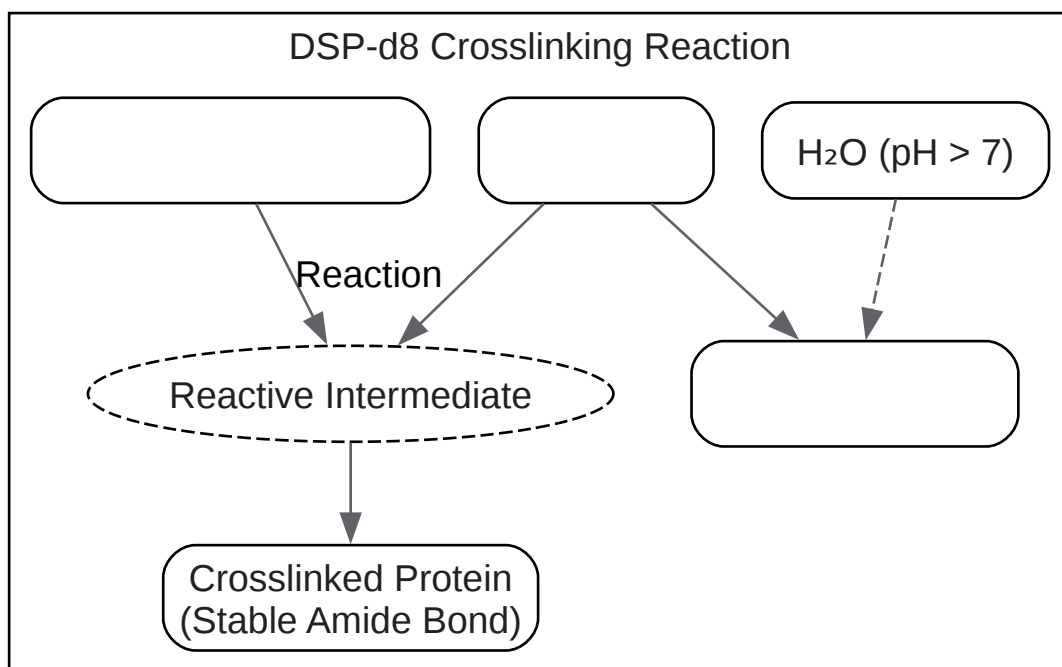 DSP-d8 Crosslinking Reaction
H₂O (pH > 7)
Reaction
Reactive Intermediate
Crosslinked Protein
(Stable Amide Bond)